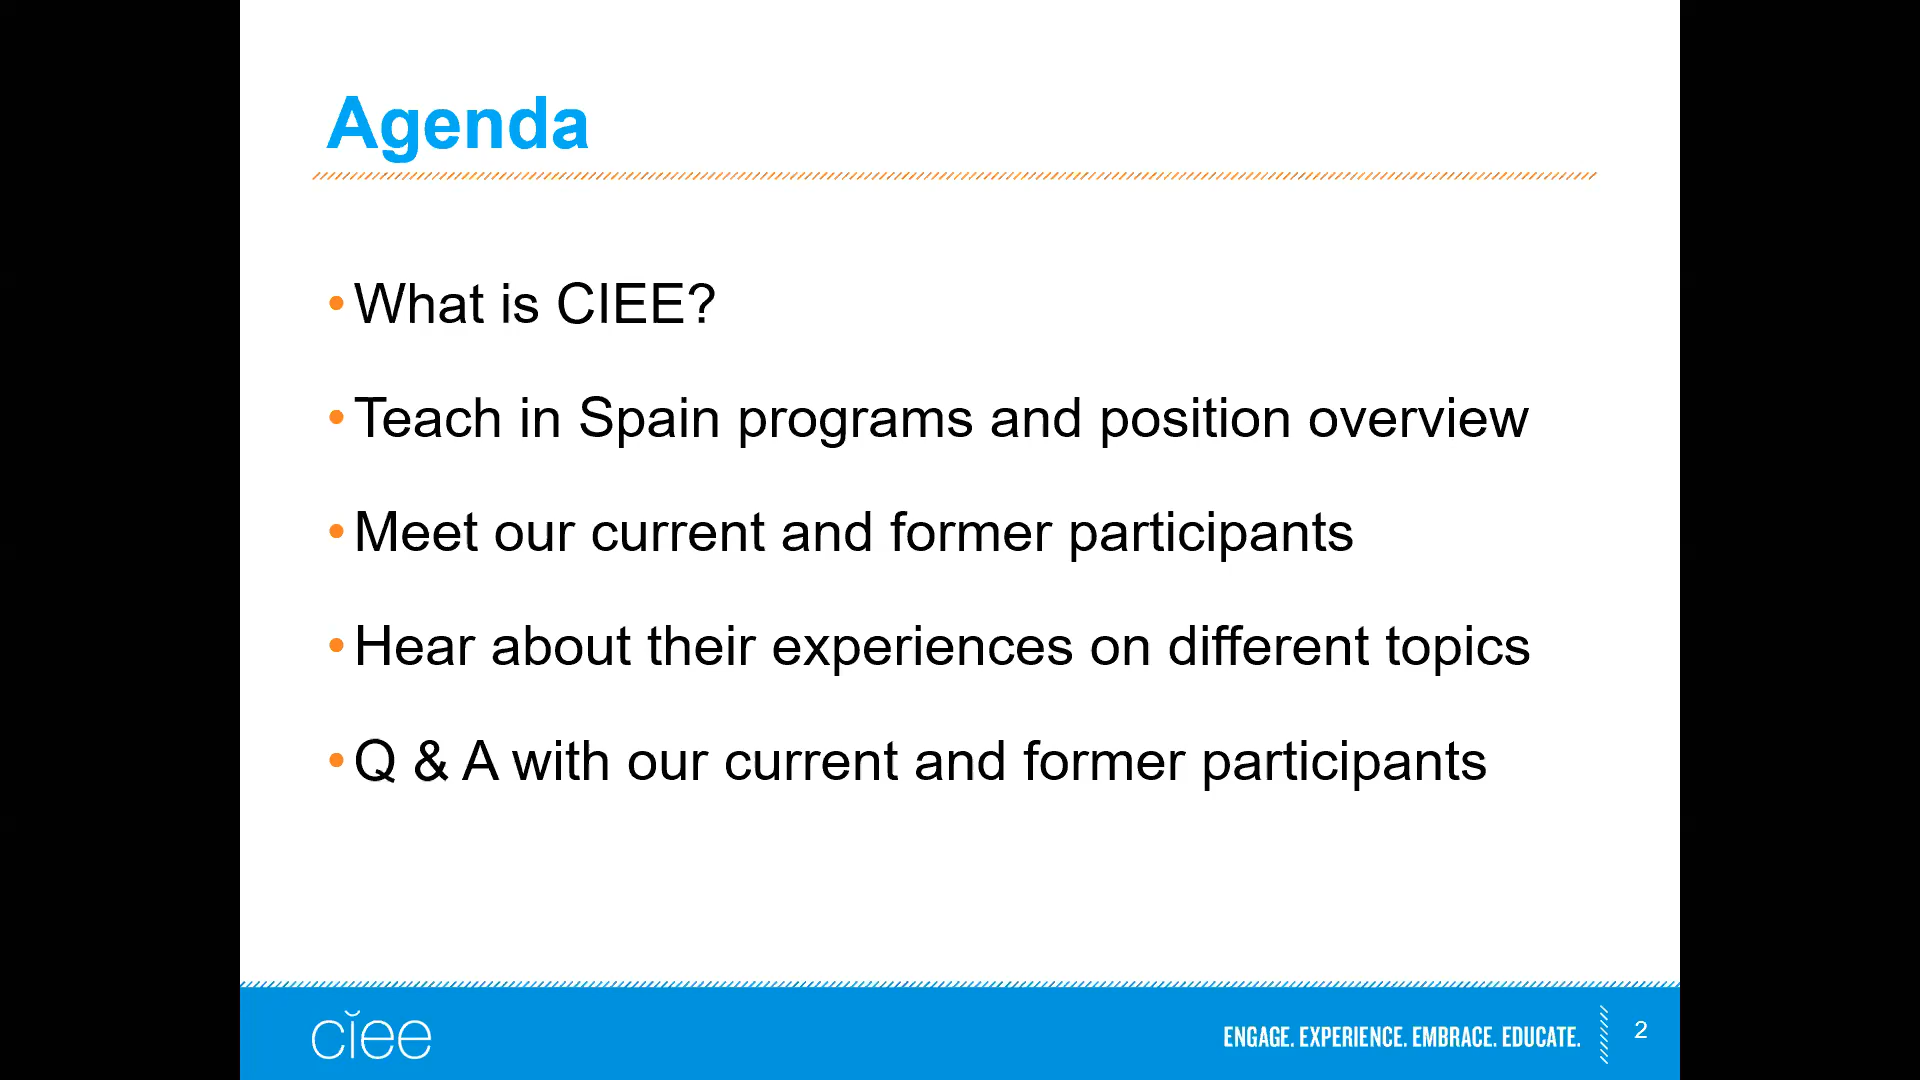 Agenda
• What is CIEE?
• Teach in Spain programs and position overview
• Meet our current and former participants
• Hear about their experiences on different topics
• Q & A with our current and former participants
ciee
ENGAGE. EXPERIENCE. EMBRACE. EDUCATE.
2